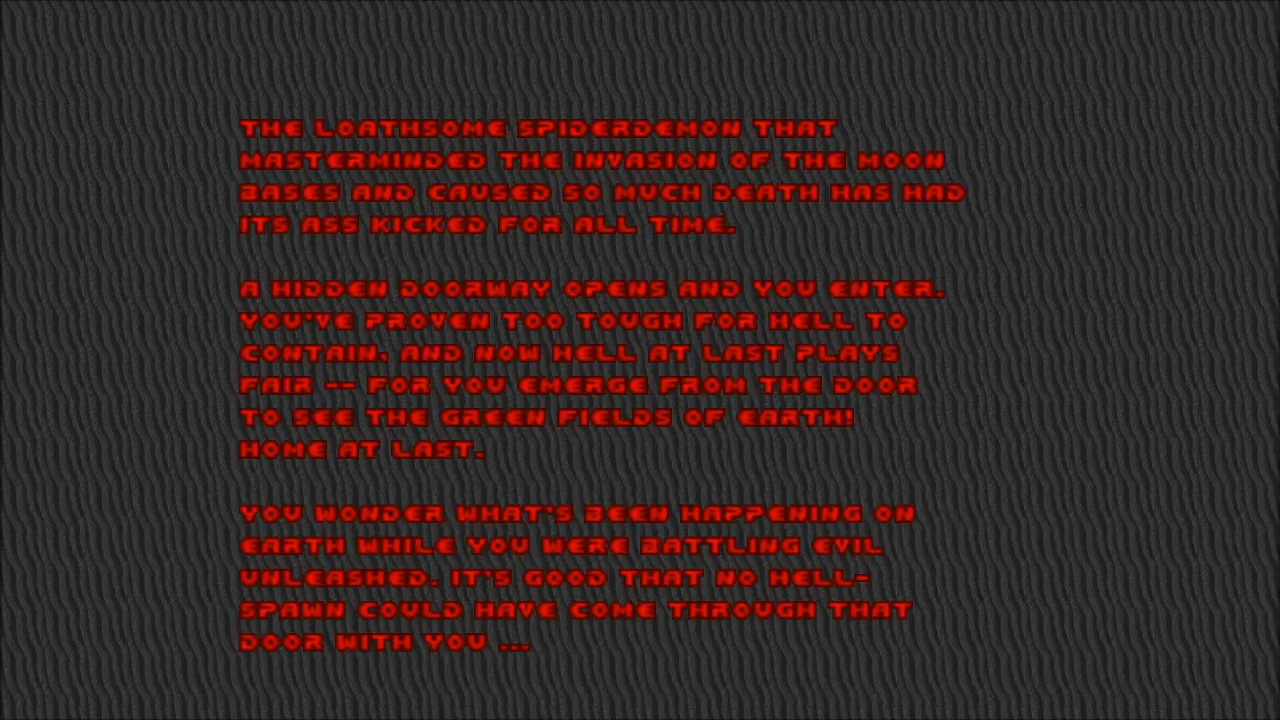 THE LOATHSOME SPIDERDEMON THAT
MASTERMINDED THE INVASION OF THE MOON
BASES AND CAUSED SO MUCH DEATH HAS HAD
ITS ASS KICKED FOR ALL TIME.
A HIDDEN DOORWAY OPENS AND YOU ENTER.
YOU'VE PROVEN TOO TOUGH FOR HELL TO
CONTAIN, AND NOW HELL AT LAST PLAYS
FAIR -- FOR YOU EMERGE FROM THE DOOR
TO SEE THE GREEN FIELDS OF EARTH!
HOME AT LAST.
YOU WONDER WHAT'S BEEN HAPPENING ON
EARTH WHILE YOU WERE BATTLING EVIL
UNLEASHED. IT'S GOOD THAT NO HELL-
SPAWN COULD HAVE COME THROUGH THAT
DOOR WITH YOU ...